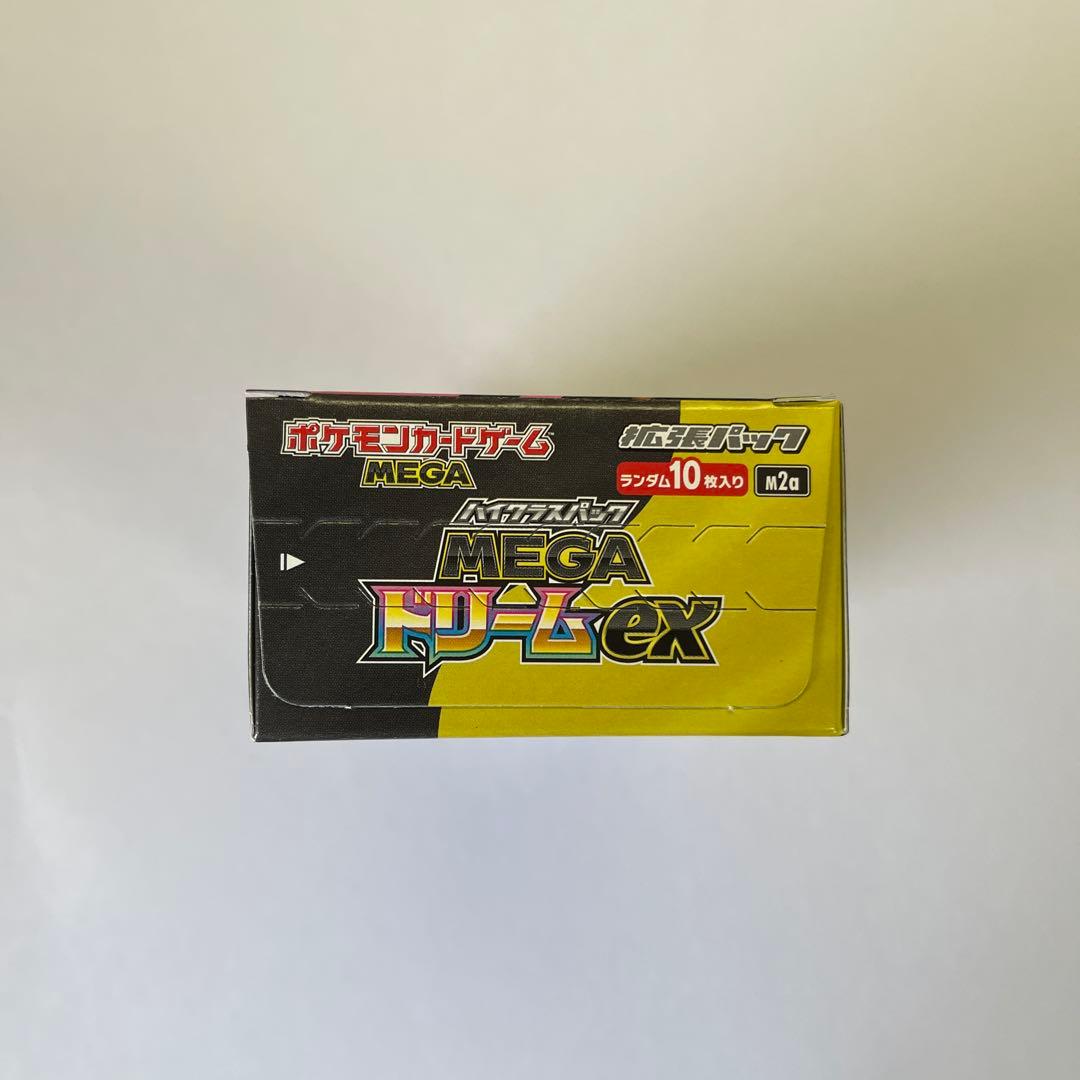 ポケモンカードゲーム
MEGA
拡張パック
ランダム10枚入り M2a
ハイクラスパック
MEGA
ドリームex